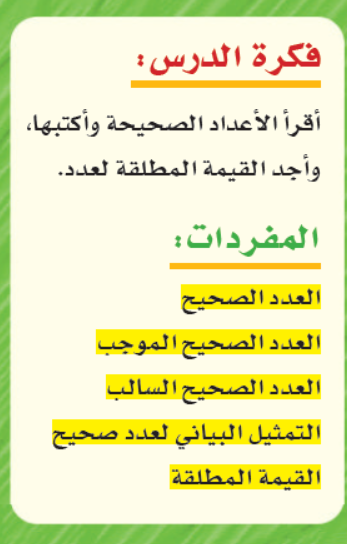 فكرة الدرس:
أقرأ الأعداد الصحيحة وأكتبها،
وأجد القيمة المطلقة لعدد.
المفردات:
العدد الصحيح
العدد الصحيح الموجب
العدد الصحيح السالب
التمثيل البياني لعدد صحيح
القيمة المطلقة